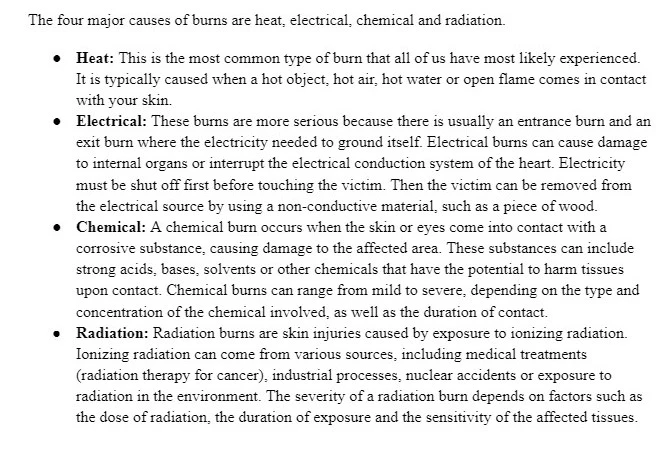 The four major causes of burns are heat, electrical, chemical and radiation.
● Heat: This is the most common type of burn that all of us have most likely experienced.
It is typically caused when a hot object, hot air, hot water or open flame comes in contact
with your skin.
● Electrical: These burns are more serious because there is usually an entrance burn and an
exit burn where the electricity needed to ground itself. Electrical burns can cause damage
to internal organs or interrupt the electrical conduction system of the heart. Electricity
must be shut off first before touching the victim. Then the victim can be removed from
the electrical source by using a non-conductive material, such as a piece of wood.
● Chemical: A chemical burn occurs when the skin or eyes come into contact with a
corrosive substance, causing damage to the affected area. These substances can include
strong acids, bases, solvents or other chemicals that have the potential to harm tissues
upon contact. Chemical burns can range from mild to severe, depending on the type and
concentration of the chemical involved, as well as the duration of contact.
● Radiation: Radiation burns are skin injuries caused by exposure to ionizing radiation.
Ionizing radiation can come from various sources, including medical treatments
(radiation therapy for cancer), industrial processes, nuclear accidents or exposure to
radiation in the environment. The severity of a radiation burn depends on factors such as
the dose of radiation, the duration of exposure and the sensitivity of the affected tissues.